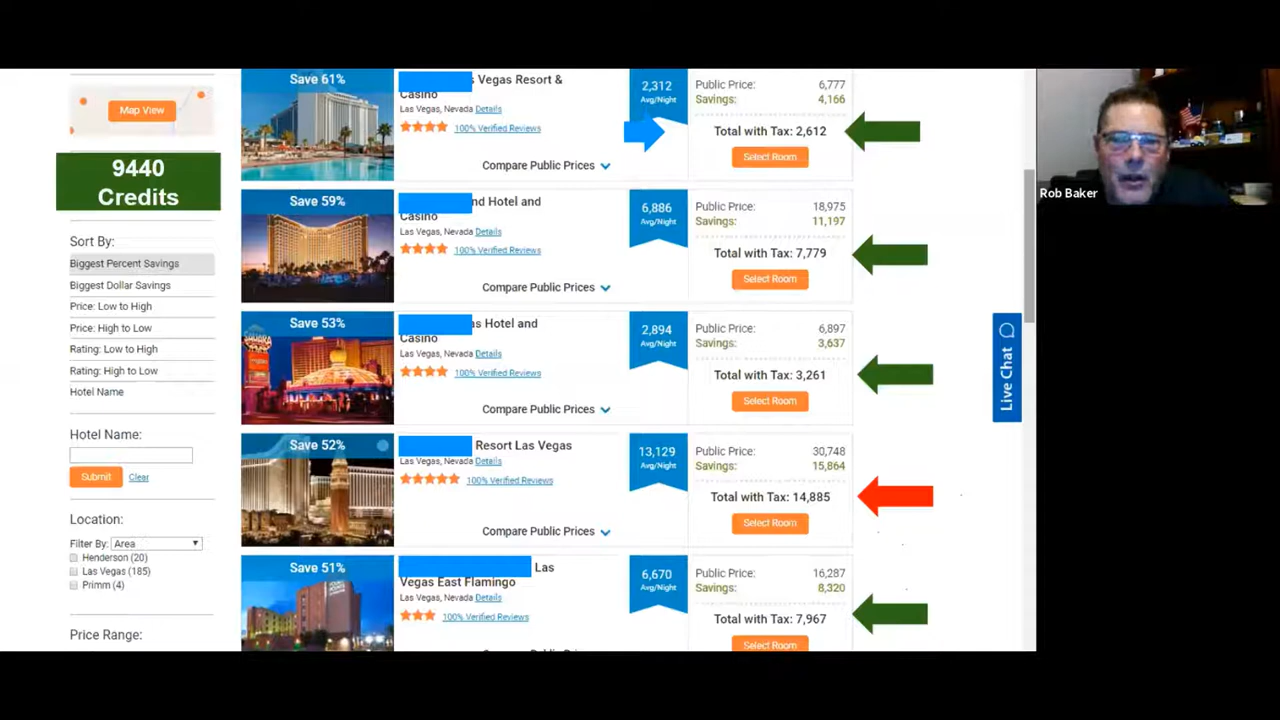 Map View
9440
Credits
Sort By:
Biggest Percent Savings
Biggest Dollar Savings
Price: Low to High
Price: High to Low
Rating: Low to High
Rating: High to Low
Hotel Name
Hotel Name:
Submit Clear
Location:
Filter By: Area
Henderson (20)
Las Vegas (185)
Primm (4)
Price Range:
Save 61%
s Vegas Resort &
Casino
Las Vegas, Nevada Details
100% Verified Reviews
Compare Public Prices
2,312
Avg/Night
Public Price: 6,777
Savings: 4,166
Total with Tax: 2,612
Select Room
Save 59%
nd Hotel and
Casino
Las Vegas, Nevada Details
100% Verified Reviews
Compare Public Prices
6,886
Avg/Night
Public Price: 18,975
Savings: 11,197
Total with Tax: 7,779
Select Room
Save 53%
SAHARA
as Hotel and
Casino
Las Vegas, Nevada Details
100% Verified Reviews
Compare Public Prices
2,894
Avg/Night
Public Price: 6,897
Savings: 3,637
Total with Tax: 3,261
Select Room
Save 52%
Resort Las Vegas
Las Vegas, Nevada Details
100% Verified Reviews
Compare Public Prices
13,129
Avg/Night
Public Price: 30,748
Savings: 15,864
Total with Tax: 14,885
Select Room
Save 51%
Las
Vegas East Flamingo
Las Vegas, Nevada Details
100% Verified Reviews
6,670
Avg/Night
Public Price: 16,287
Savings: 8,320
Total with Tax: 7,967
Select Room
Live Chat
Rob Baker